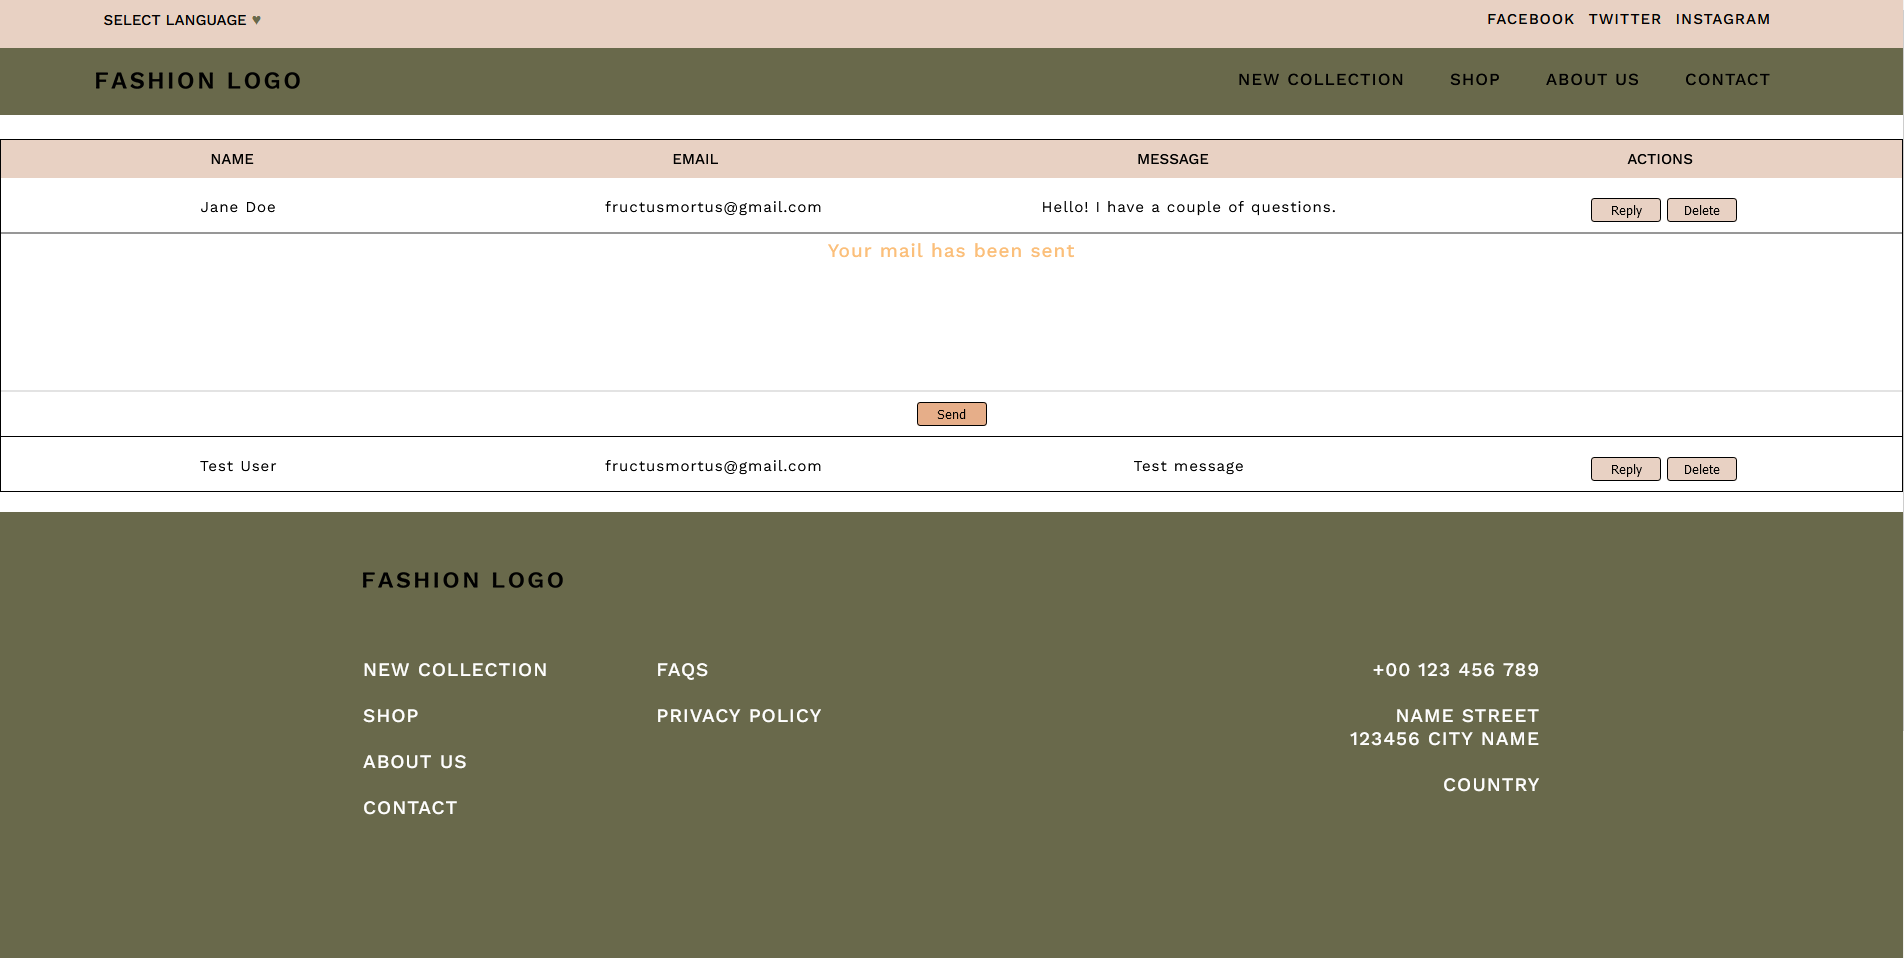 SELECT LANGUAGE ♥ FACEBOOK TWITTER INSTAGRAM
FASHION LOGO NEW COLLECTION SHOP ABOUT US CONTACT
NAME EMAIL MESSAGE ACTIONS
Jane Doe fructusmortus@gmail.com Hello! I have a couple of questions. Reply Delete
Your mail has been sent
Send
Test User fructusmortus@gmail.com Test message Reply Delete
FASHION LOGO
NEW COLLECTION FAQS +00 123 456 789
SHOP PRIVACY POLICY NAME STREET
123456 CITY NAME
ABOUT US
COUNTRY
CONTACT